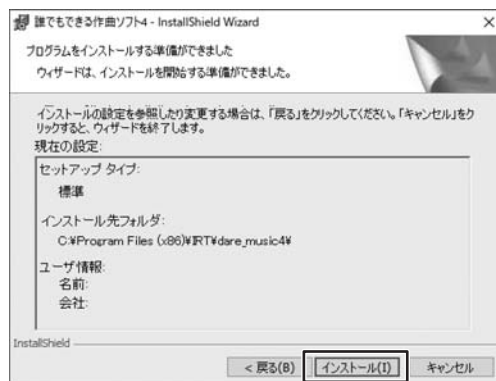 誰でもできる作曲ソフト4 - InstallShield Wizard
プログラムをインストールする準備ができました
ウィザードは、インストールを開始する準備ができました。
インストールの設定を参照したり変更する場合は、「戻る」をクリックしてください。「キャンセル」をク
リックすると、ウィザードを終了します。
現在の設定:
セットアップ タイプ:
標準
インストール先フォルダ:
C:¥Program Files (x86)¥IRT¥dare_music4¥
ユーザ情報:
名前:
会社:
InstallShield
< 戻る(B)
インストール(I)
キャンセル